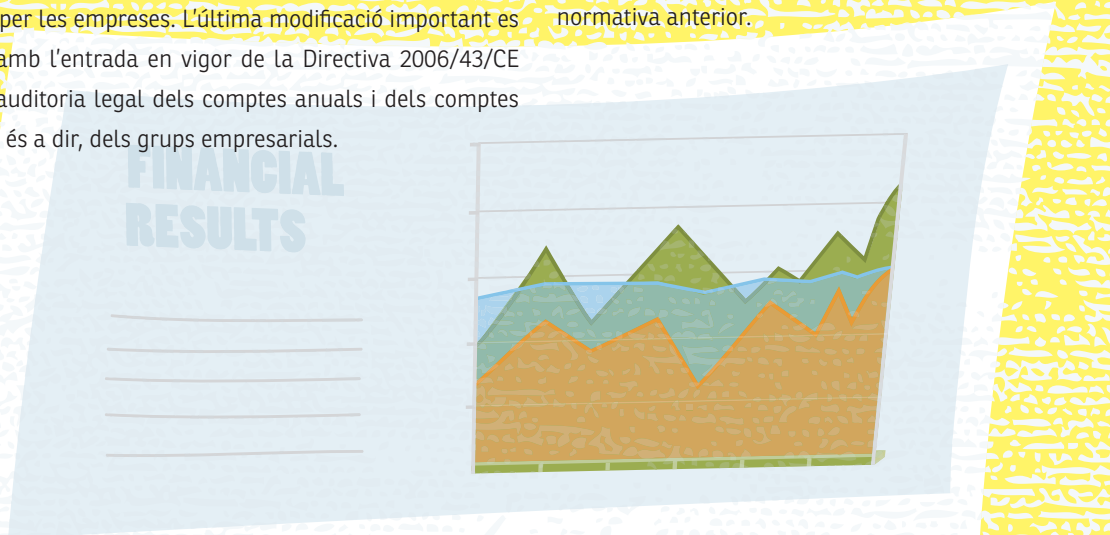 per les empreses. L'última modificació important es
amb l'entrada en vigor de la Directiva 2006/43/CE
auditoria legal dels comptes anuals i dels comptes
és a dir, dels grups empresarials.
normativa anterior.
FINANCIAL
RESULTS